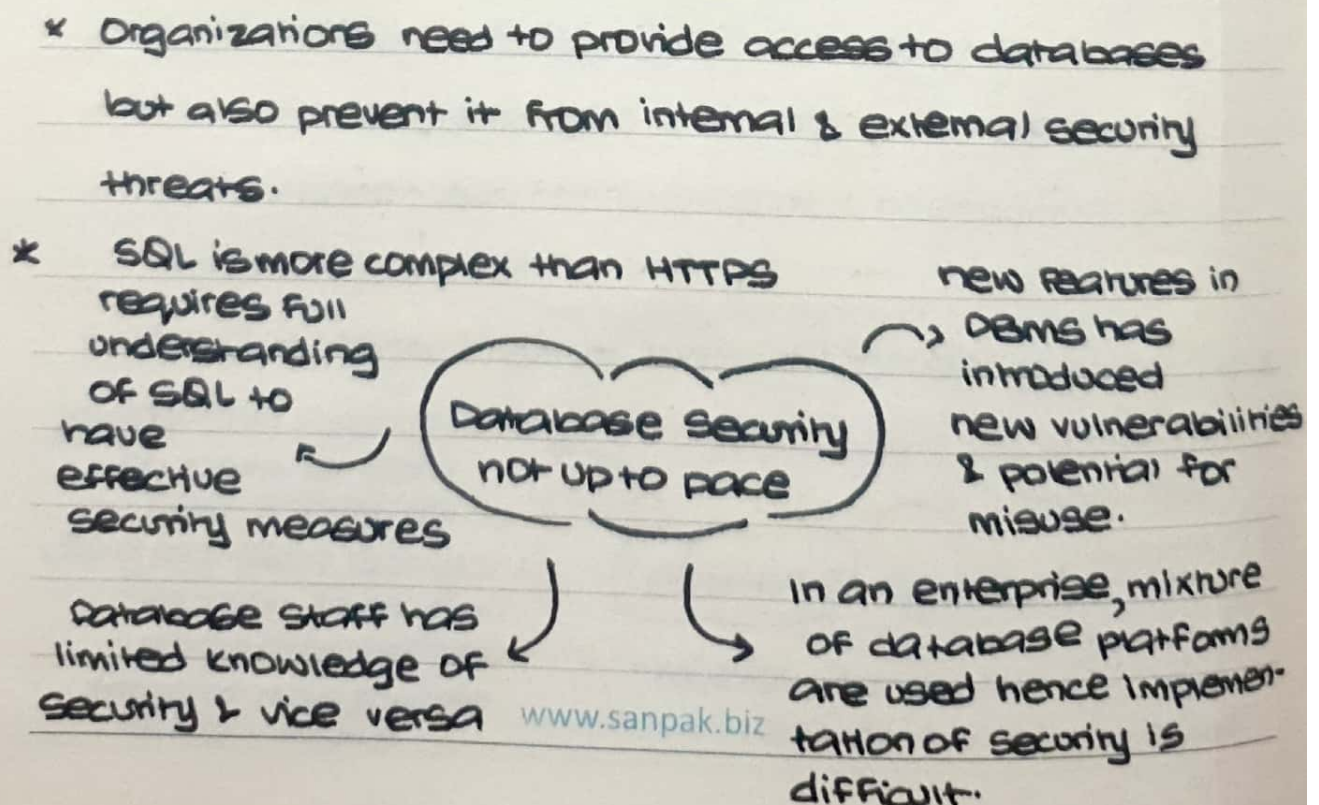 * Organizations need to provide access to databases
but also prevent it from internal & external security
threats.
* SQL is more complex than HTTPS
requires full
understanding
of SQL to
have
effective
security measures
Database security
not up to pace
new features in
DBMS has
introduced
new vulnerabilities
& potential for
misuse.
Database staff has
limited knowledge of
security & vice versa
In an enterprise, mixture
of database platforms
are used hence implemen-
tation of security is
difficult.
www.sanpak.biz